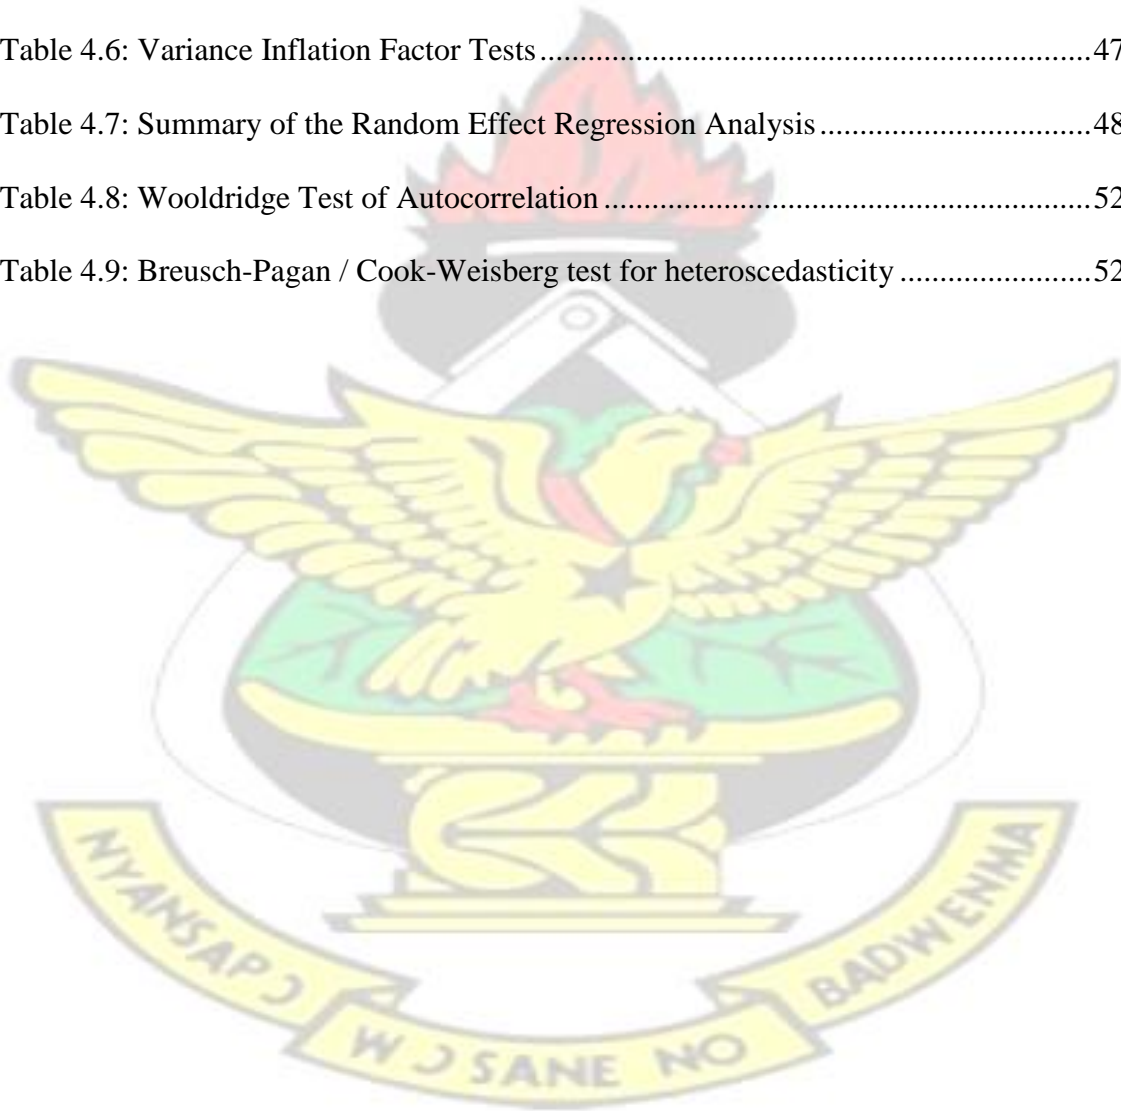 Table 4.6: Variance Inflation Factor Tests ..................................................................... 47
Table 4.7: Summary of the Random Effect Regression Analysis .................................. 48
Table 4.8: Wooldridge Test of Autocorrelation ............................................................. 52
Table 4.9: Breusch-Pagan / Cook-Weisberg test for heteroscedasticity ........................ 52
NYANSAPƆ WƆSANE NO BADWENMA